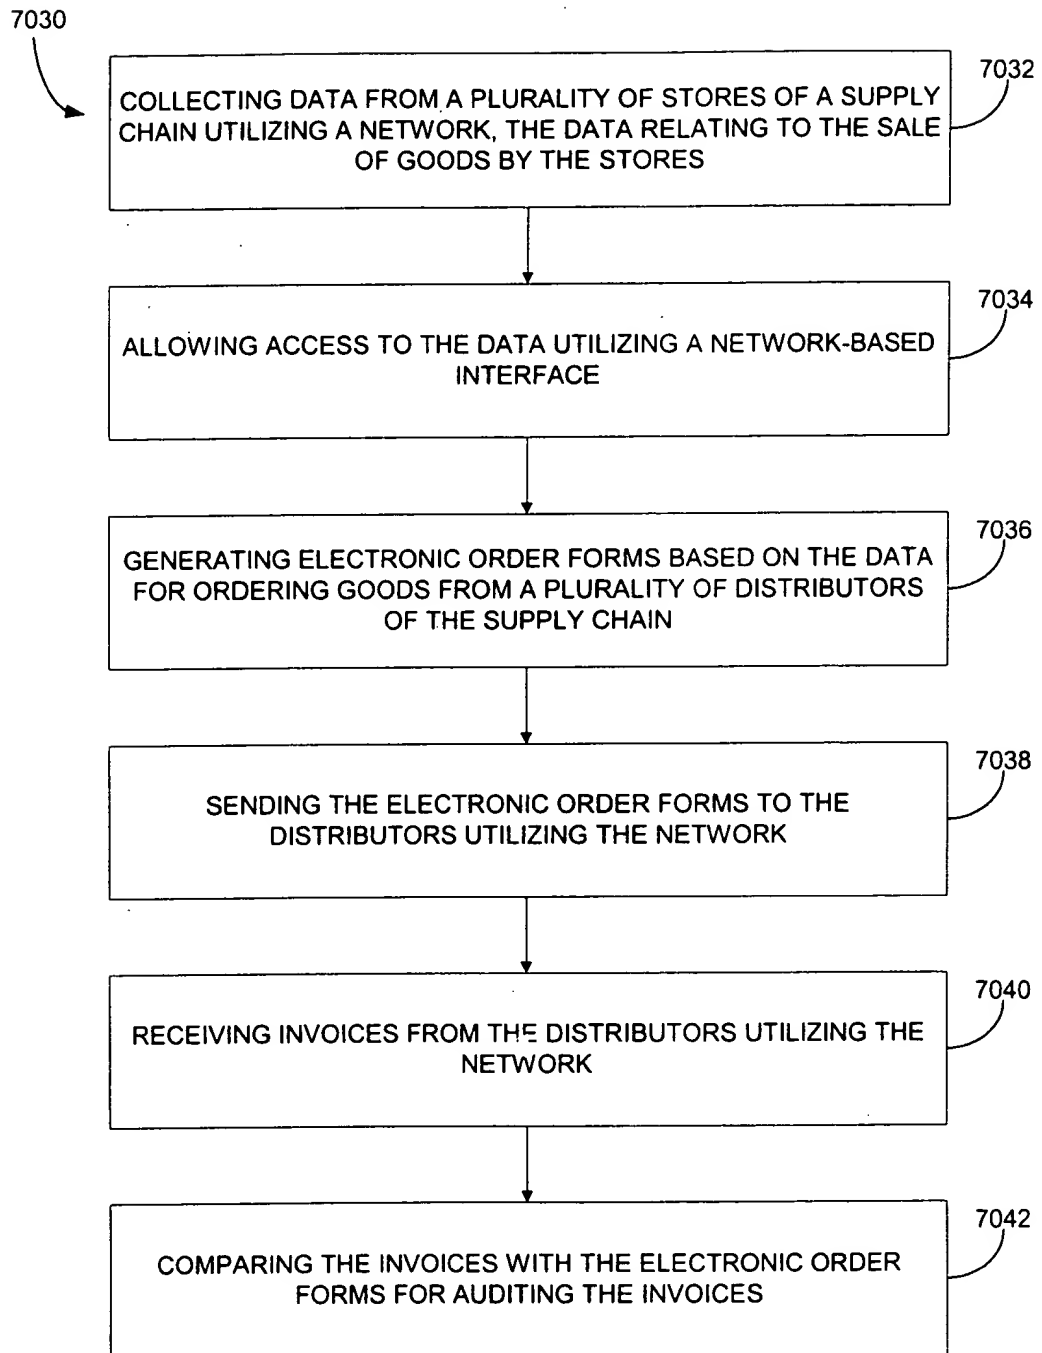 7030
7032
COLLECTING DATA FROM A PLURALITY OF STORES OF A SUPPLY
CHAIN UTILIZING A NETWORK, THE DATA RELATING TO THE SALE
OF GOODS BY THE STORES
7034
ALLOWING ACCESS TO THE DATA UTILIZING A NETWORK-BASED
INTERFACE
7036
GENERATING ELECTRONIC ORDER FORMS BASED ON THE DATA
FOR ORDERING GOODS FROM A PLURALITY OF DISTRIBUTORS
OF THE SUPPLY CHAIN
7038
SENDING THE ELECTRONIC ORDER FORMS TO THE
DISTRIBUTORS UTILIZING THE NETWORK
7040
RECEIVING INVOICES FROM THE DISTRIBUTORS UTILIZING THE
NETWORK
7042
COMPARING THE INVOICES WITH THE ELECTRONIC ORDER
FORMS FOR AUDITING THE INVOICES